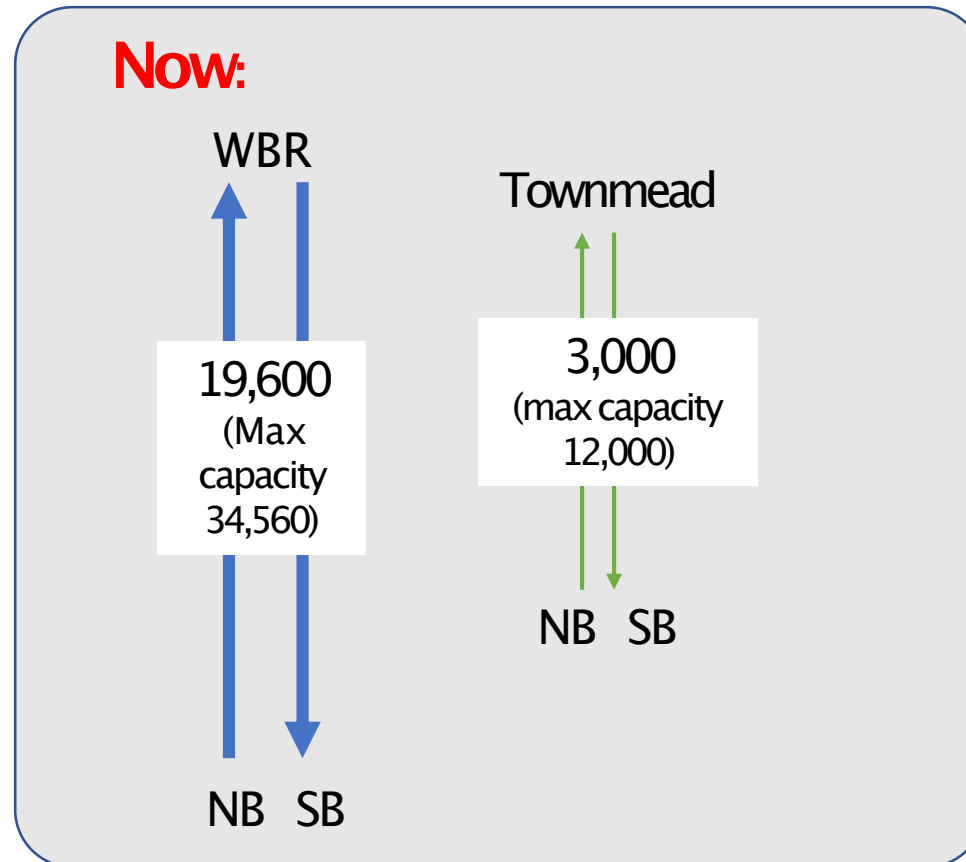 Now:
WBR
19,600
(Max
capacity
34,560)
NB SB
Townmead
3,000
(max capacity
12,000)
NB SB